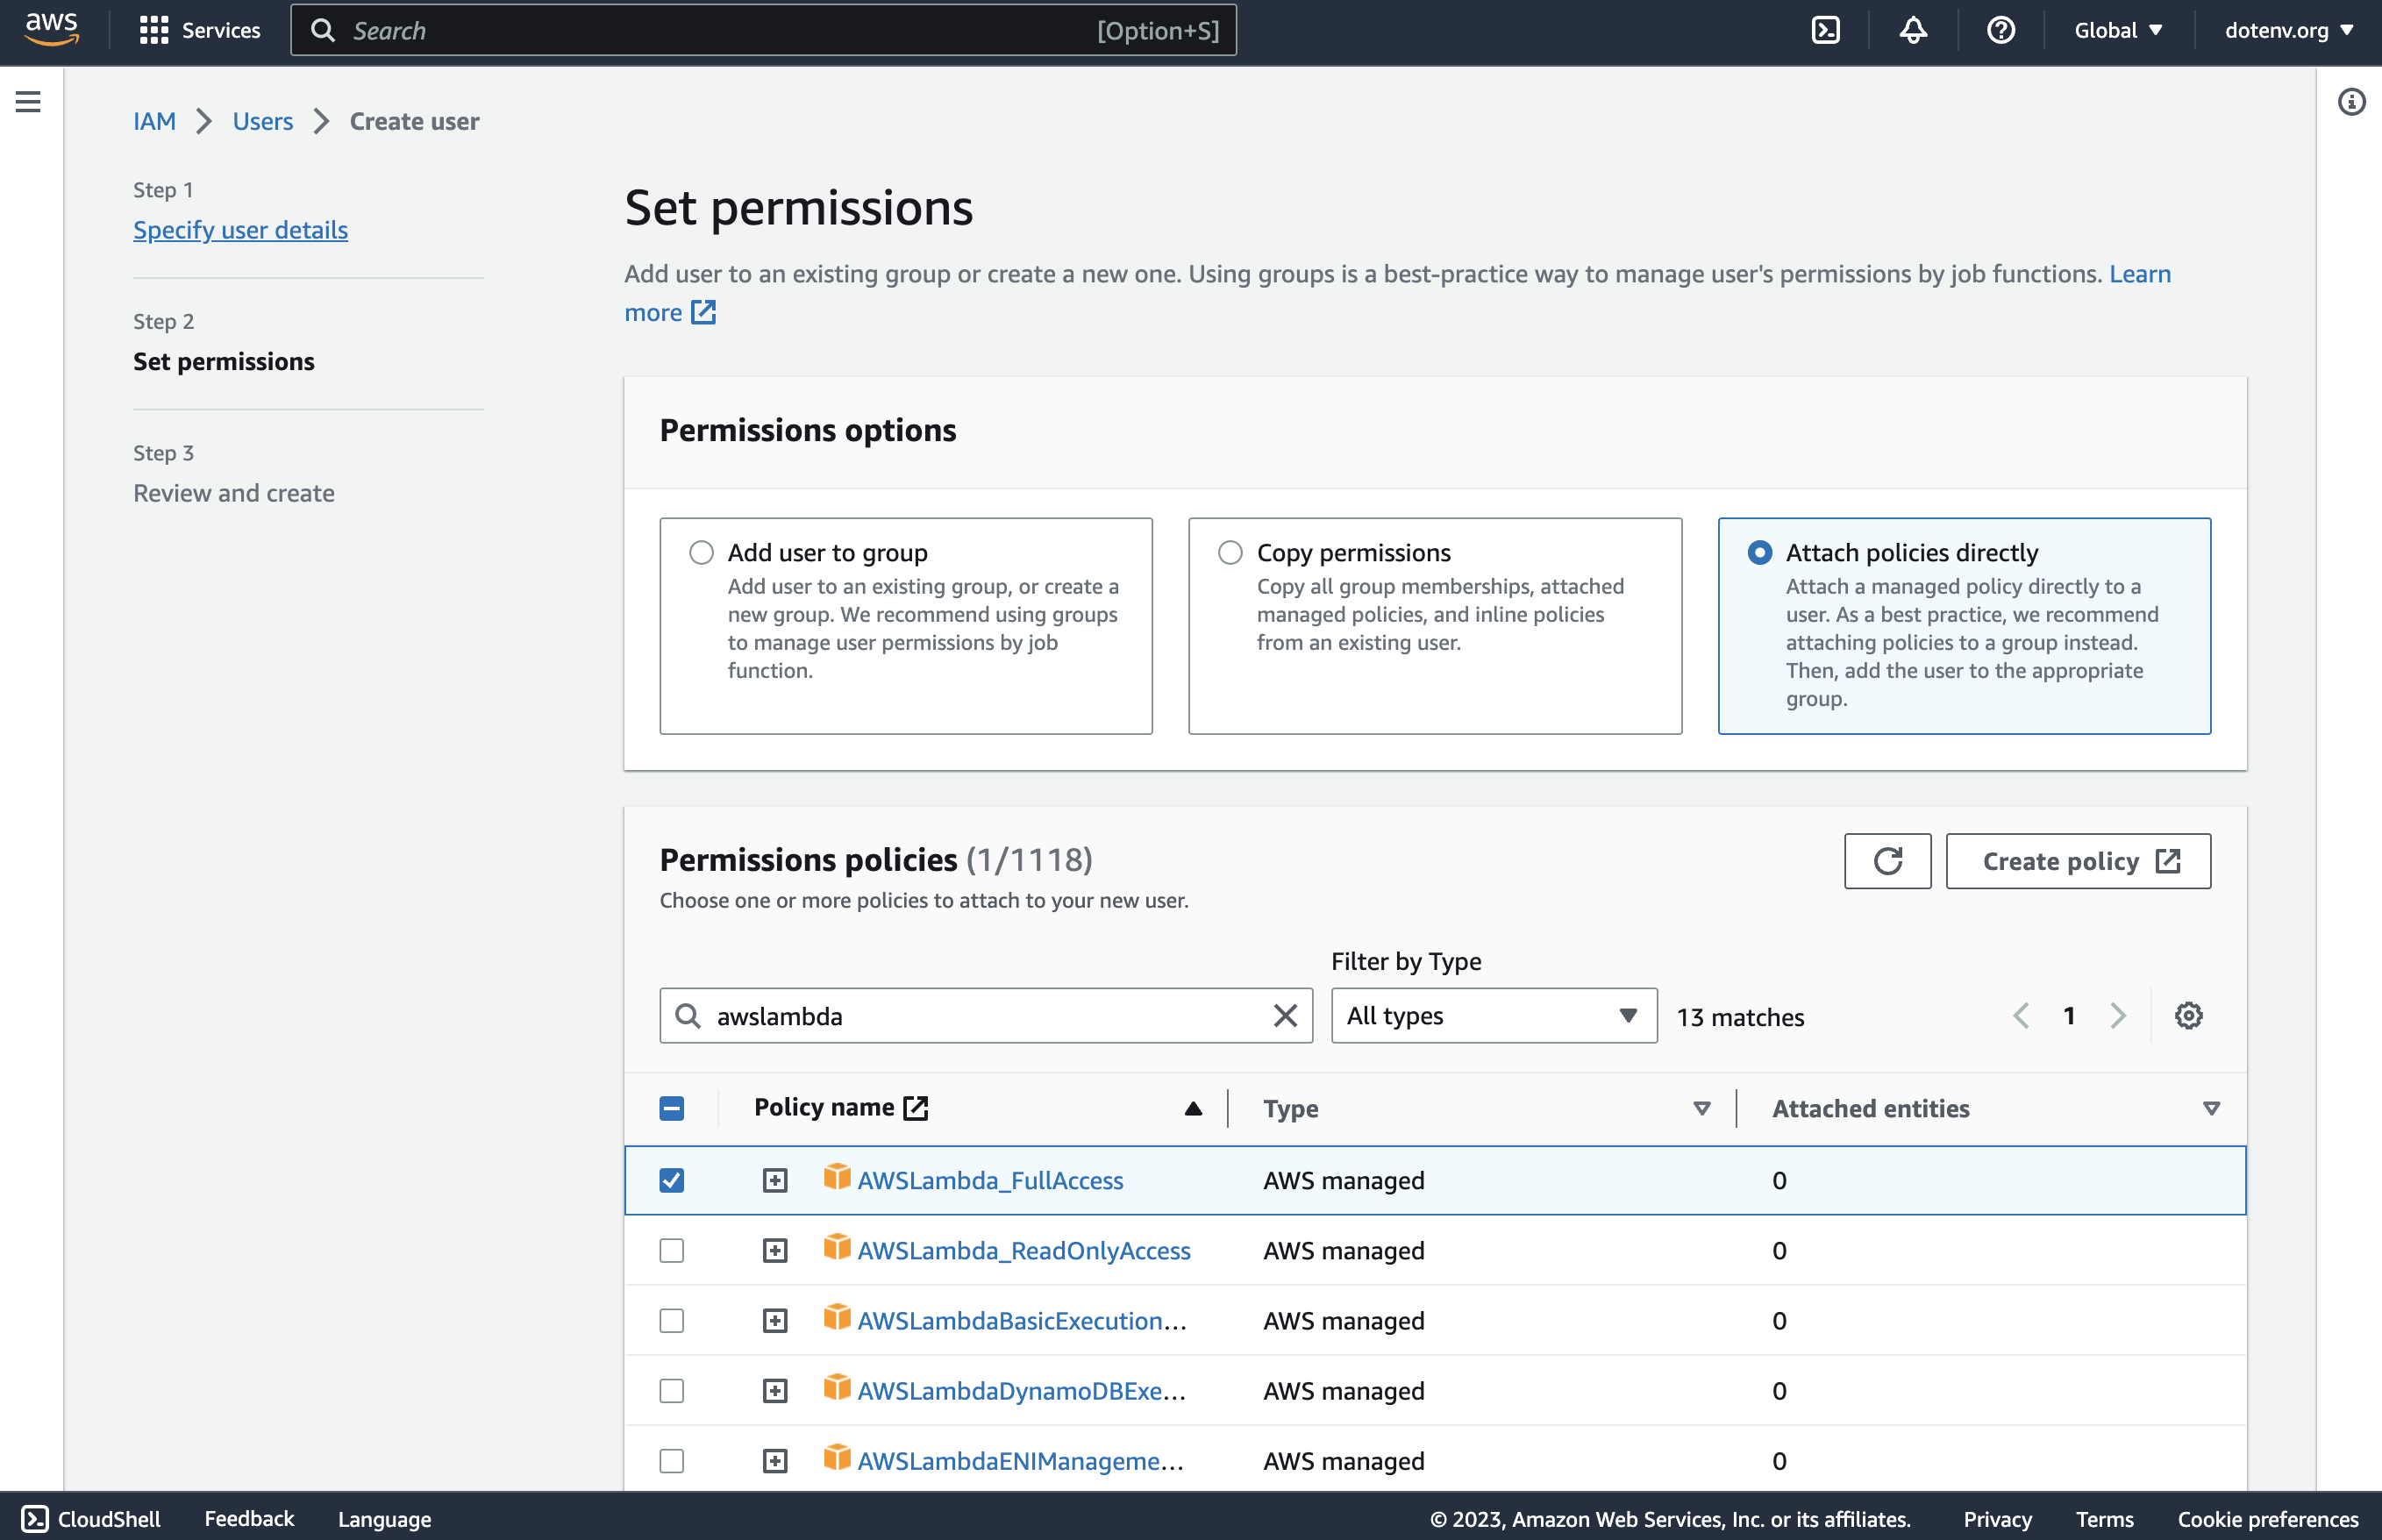 aws
Services
Search
[Option+S]
Global
dotenv.org
IAM
Users
Create user
Step 1
Specify user details
Step 2
Set permissions
Step 3
Review and create
Set permissions
Add user to an existing group or create a new one. Using groups is a best-practice way to manage user's permissions by job functions. Learn
more
Permissions options
Add user to group
Add user to an existing group, or create a
new group. We recommend using groups
to manage user permissions by job
function.
Copy permissions
Copy all group memberships, attached
managed policies, and inline policies
from an existing user.
Attach policies directly
Attach a managed policy directly to a
user. As a best practice, we recommend
attaching policies to a group instead.
Then, add the user to the appropriate
group.
Permissions policies (1/1118)
Choose one or more policies to attach to your new user.
Create policy
Filter by Type
awslambda
All types
13 matches
1
Policy name
Type
Attached entities
AWSLambda_FullAccess
AWS managed
0
AWSLambda_ReadOnlyAccess
AWS managed
0
AWSLambdaBasicExecution...
AWS managed
0
AWSLambdaDynamoDBExe...
AWS managed
0
AWSLambdaENIManageme...
AWS managed
0
CloudShell
Feedback
Language
© 2023, Amazon Web Services, Inc. or its affiliates.
Privacy
Terms
Cookie preferences